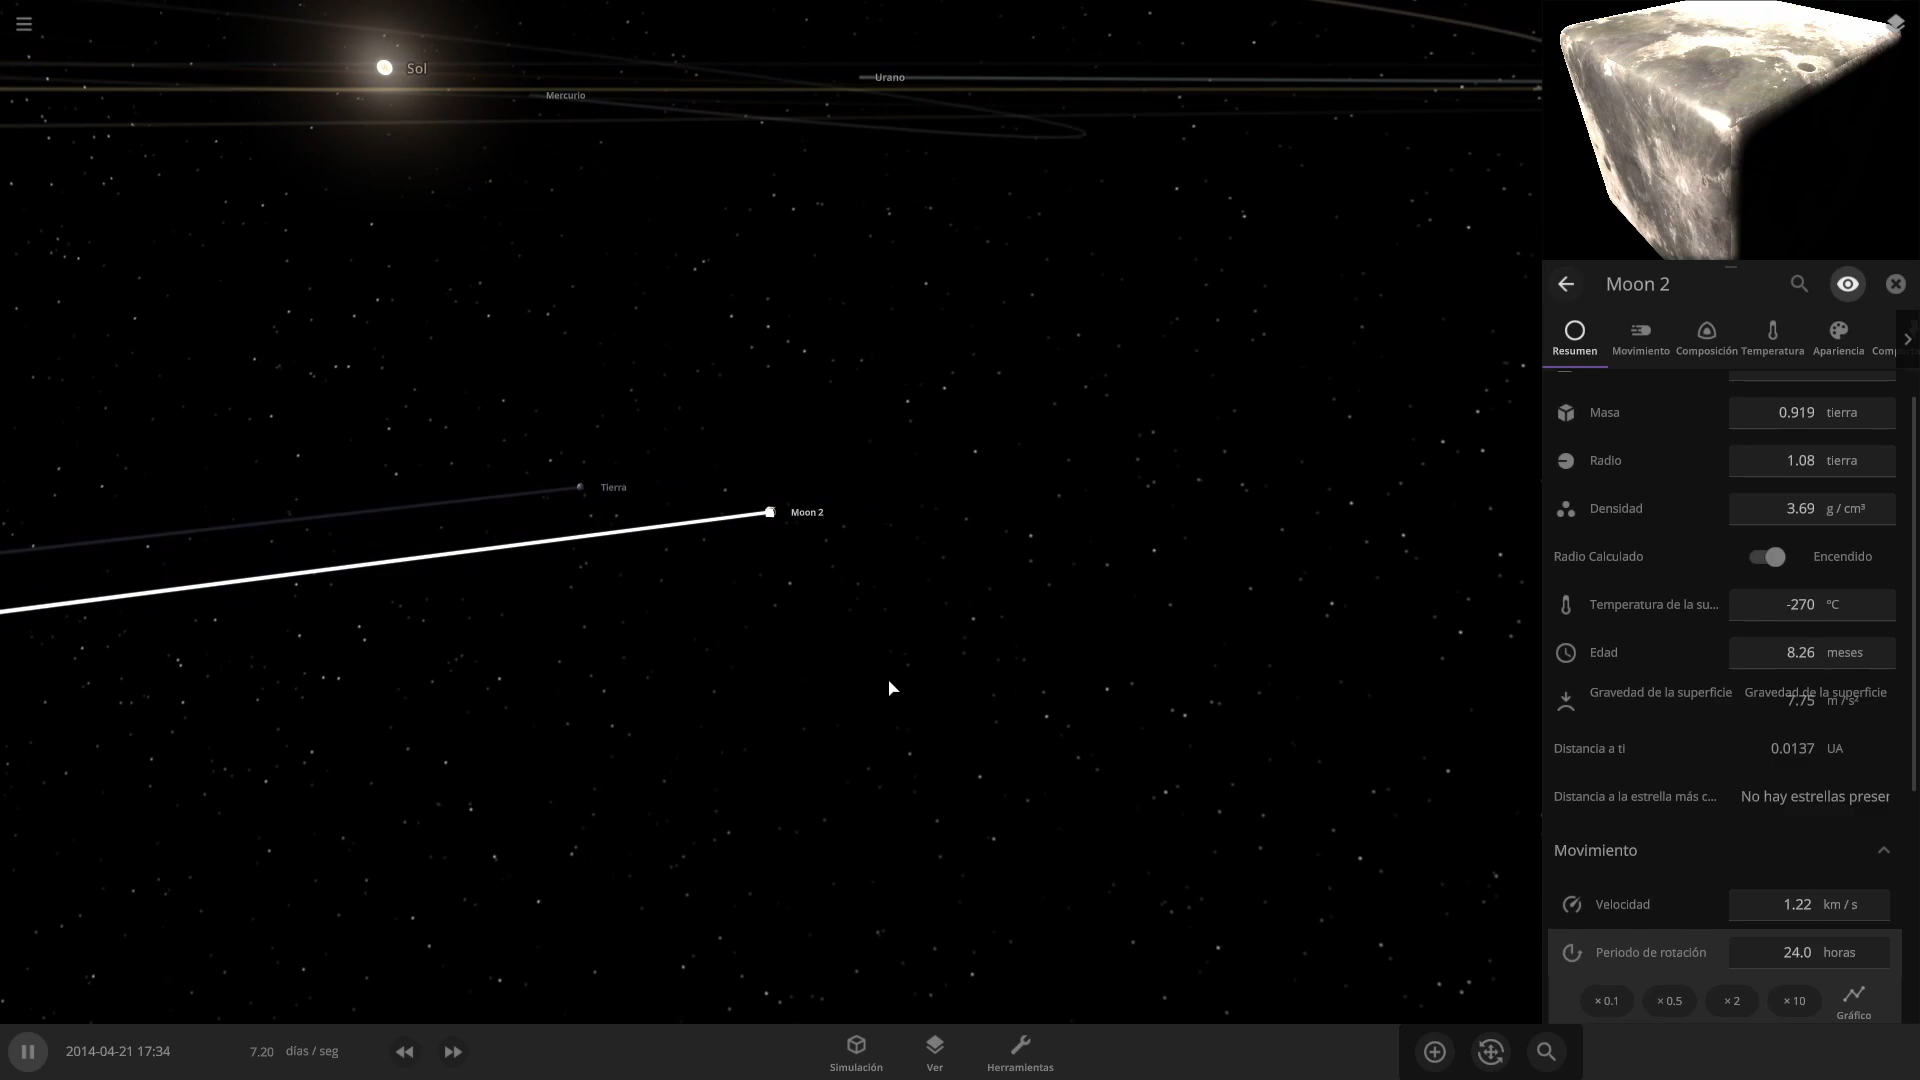 Sol
Urano
Mercurio
Tierra
Moon 2
Moon 2
Resumen
Movimiento
Composición
Temperatura
Apariencia
Masa 0.919 tierra
Radio 1.08 tierra
Densidad 3.69 g / cm³
Radio Calculado Encendido
Temperatura de la su... -270 °C
Edad 8.26 meses
Gravedad de la superficie Gravedad de la superficie
7.75 m / s²
Distancia a ti 0.0137 UA
Distancia a la estrella más c... No hay estrellas preser
Movimiento
Velocidad 1.22 km / s
Periodo de rotación 24.0 horas
× 0.1 × 0.5 × 2 × 10
Gráfico
2014-04-21 17:34 7.20 días / seg
Simulación
Ver
Herramientas